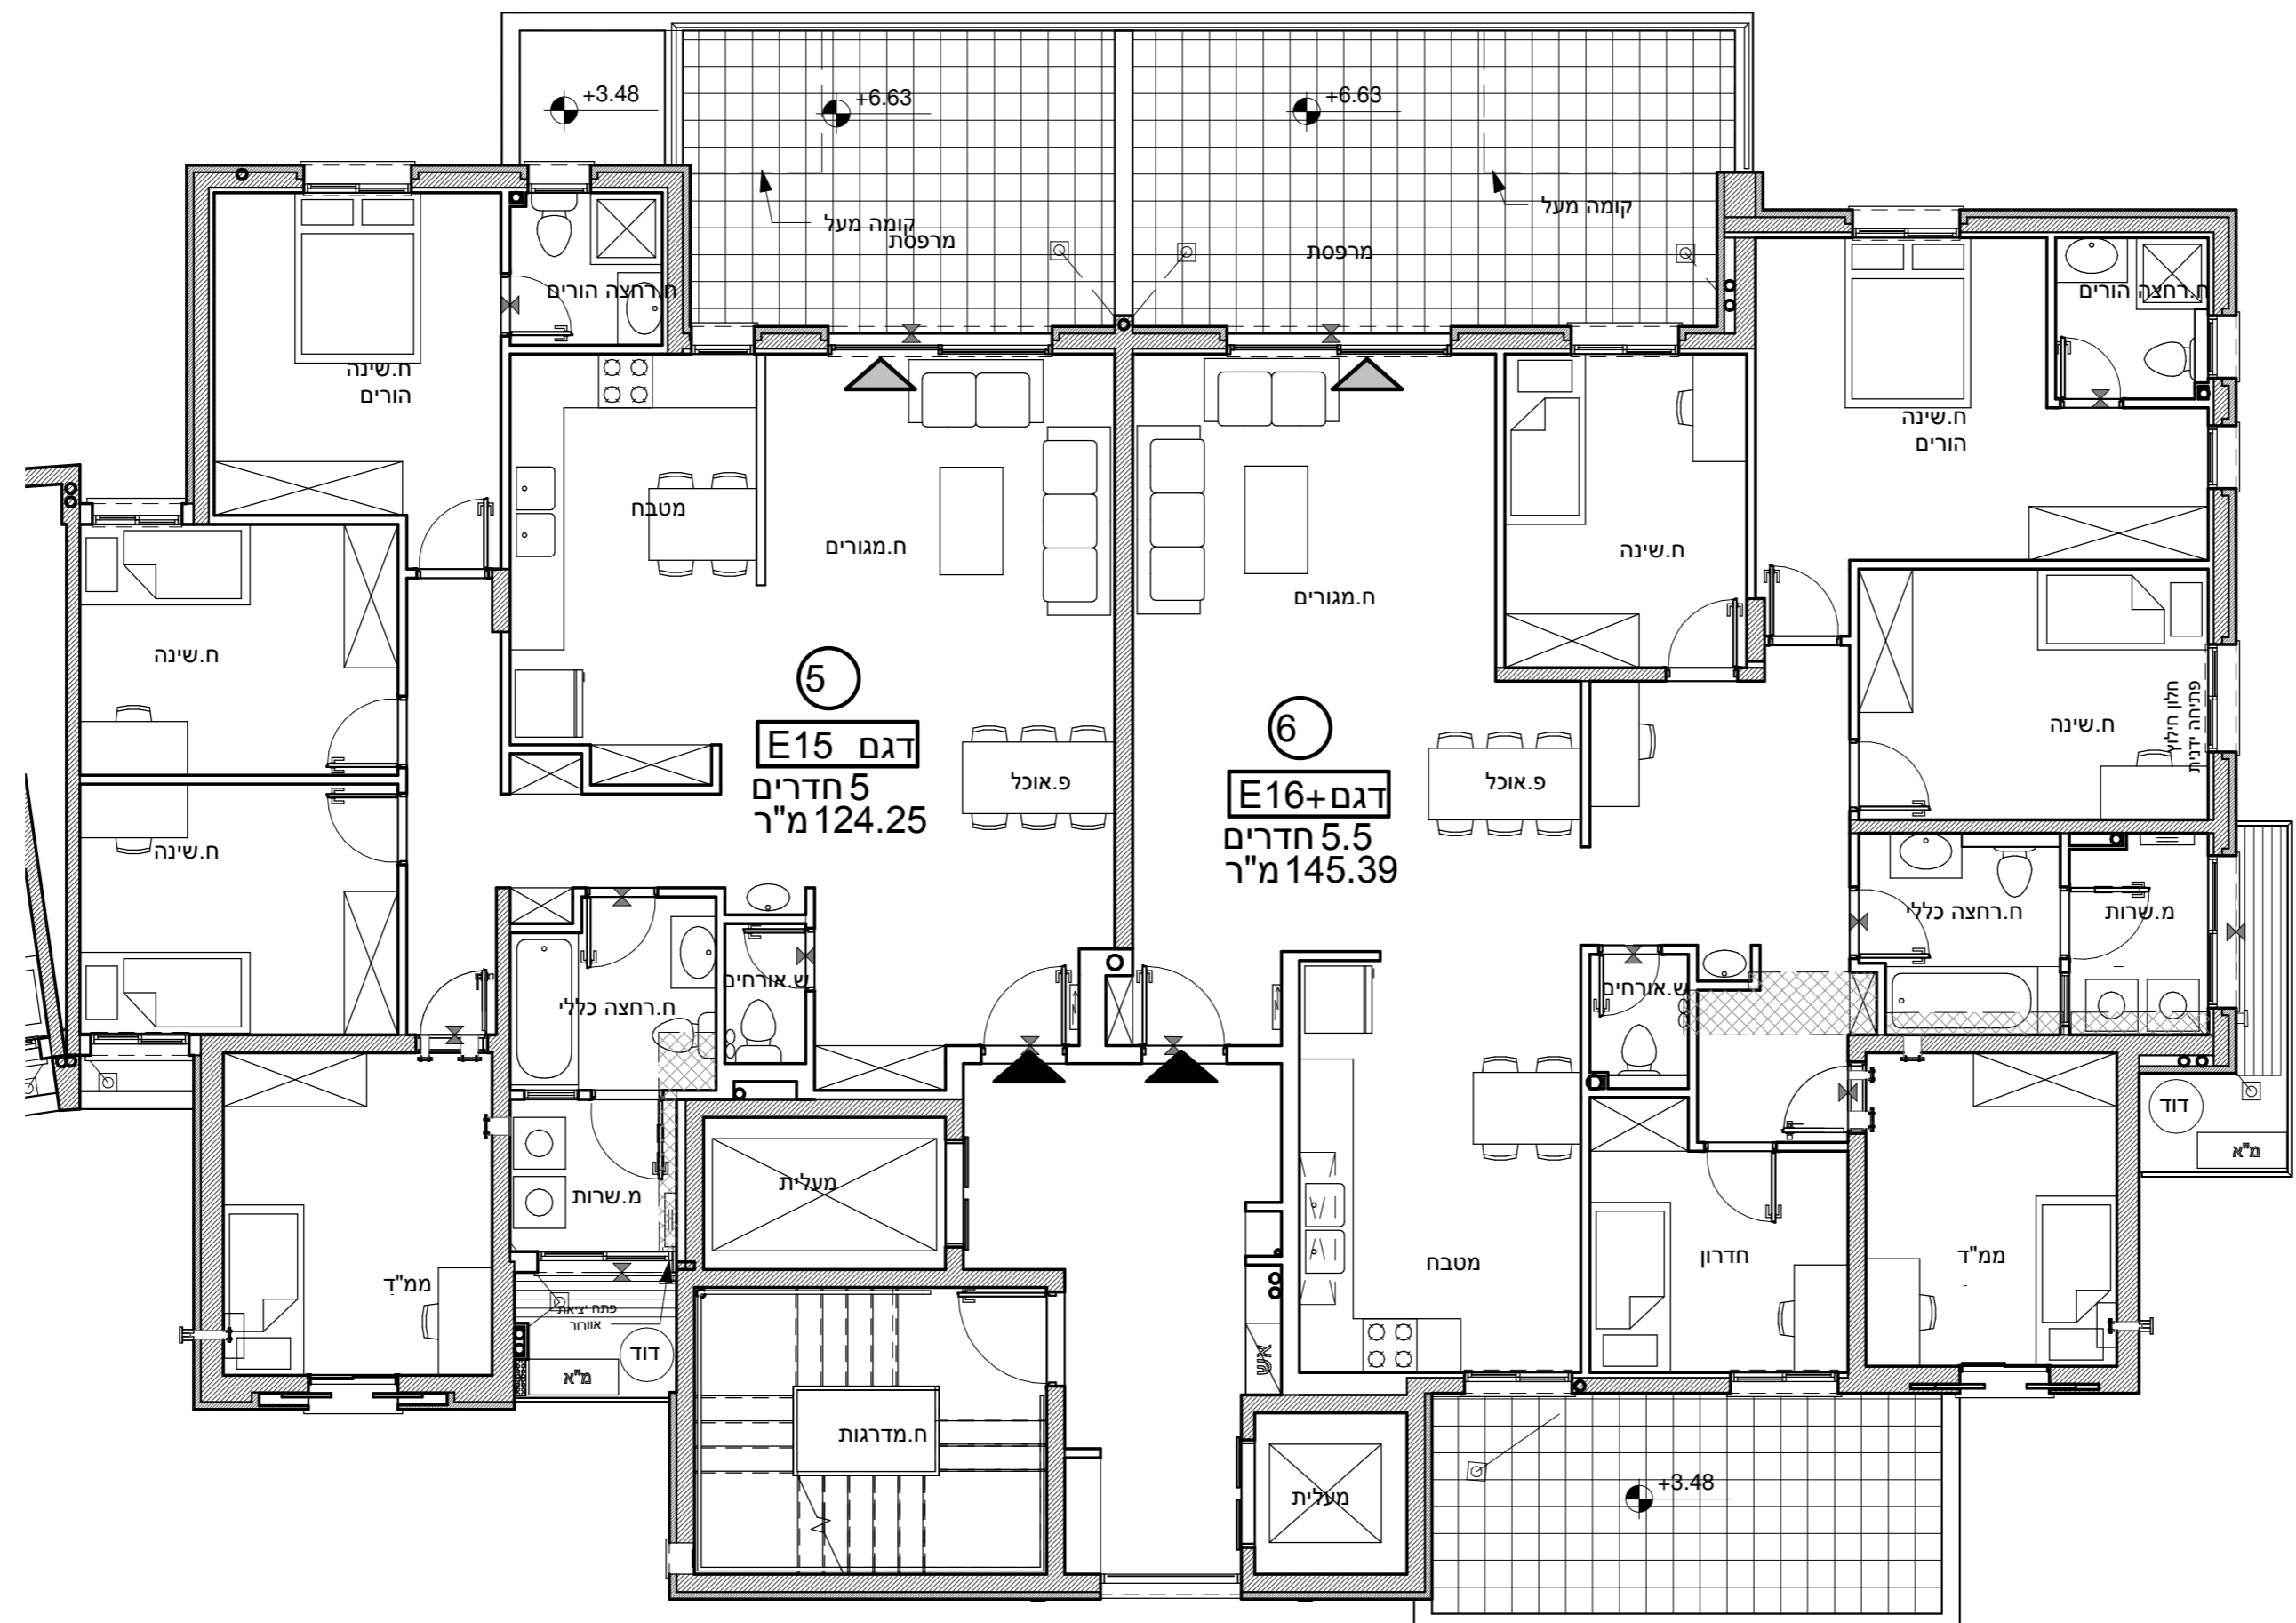 +3.48
+6.63
+6.63
קומה מעל
מרפסת
קומה מעל
מרפסת
ח.רחצה הורים
ח.רחצה הורים
ח.שינה
הורים
ח.שינה
הורים
מטבח
ח.מגורים
ח.מגורים
ח.שינה
ח.שינה
ח.שינה
חלון חילוץ
פתיחה ידנית
5
דגם E15
5 חדרים
124.25 מ"ר
פ.אוכל
6
דגם E16+
5.5 חדרים
145.39 מ"ר
פ.אוכל
ח.שינה
ח.רחצה כללי
ש.אורחים
ש.אורחים
ח.רחצה כללי
מ.שרות
דוד
מ"א
מעלית
מ.שרות
ממ"ד
פתח יציאת
אוורור
דוד
מ"א
מטבח
חדרון
ממ"ד
אש
ח.מדרגות
מעלית
+3.48